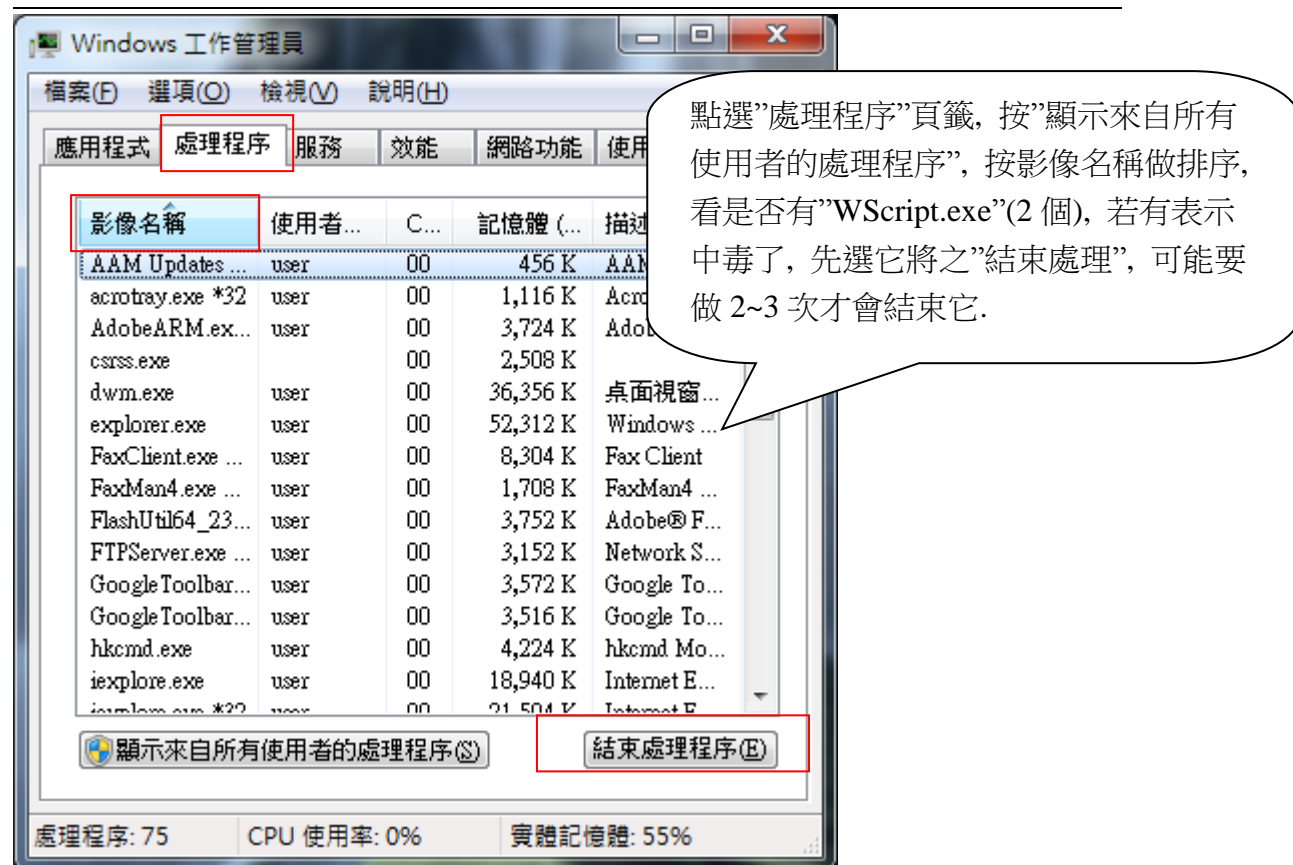 Windows 工作管理員
檔案(F) 選項(O) 檢視(V) 說明(H)
應用程式 處理程序 服務 效能 網路功能
影像名稱 使用者... C... 記憶體 (...
AAM Updates ... user 00 456 K
acrotray.exe *32 user 00 1,116 K
AdobeARM.ex... user 00 3,724 K
csrss.exe 00 2,508 K
dwm.exe user 00 36,356 K 桌面視窗...
explorer.exe user 00 52,312 K Windows ...
FaxClient.exe ... user 00 8,304 K Fax Client
FaxMan4.exe ... user 00 1,708 K FaxMan4 ...
FlashUtil64_23... user 00 3,752 K Adobe® F...
FTPServer.exe ... user 00 3,152 K Network S...
GoogleToolbar... user 00 3,572 K Google To...
GoogleToolbar... user 00 3,516 K Google To...
hkcmd.exe user 00 4,224 K hkcmd Mo...
iexplore.exe user 00 18,940 K Internet E...
顯示來自所有使用者的處理程序(S) 結束處理程序(E)
處理程序: 75 CPU 使用率: 0% 實體記憶體: 55%
點選”處理程序”頁籤, 按”顯示來自所有
使用者的處理程序”, 按影像名稱做排序,
看是否有”WScript.exe”(2 個), 若有表示
中毒了, 先選它將之”結束處理”, 可能要
做 2~3 次才會結束它.